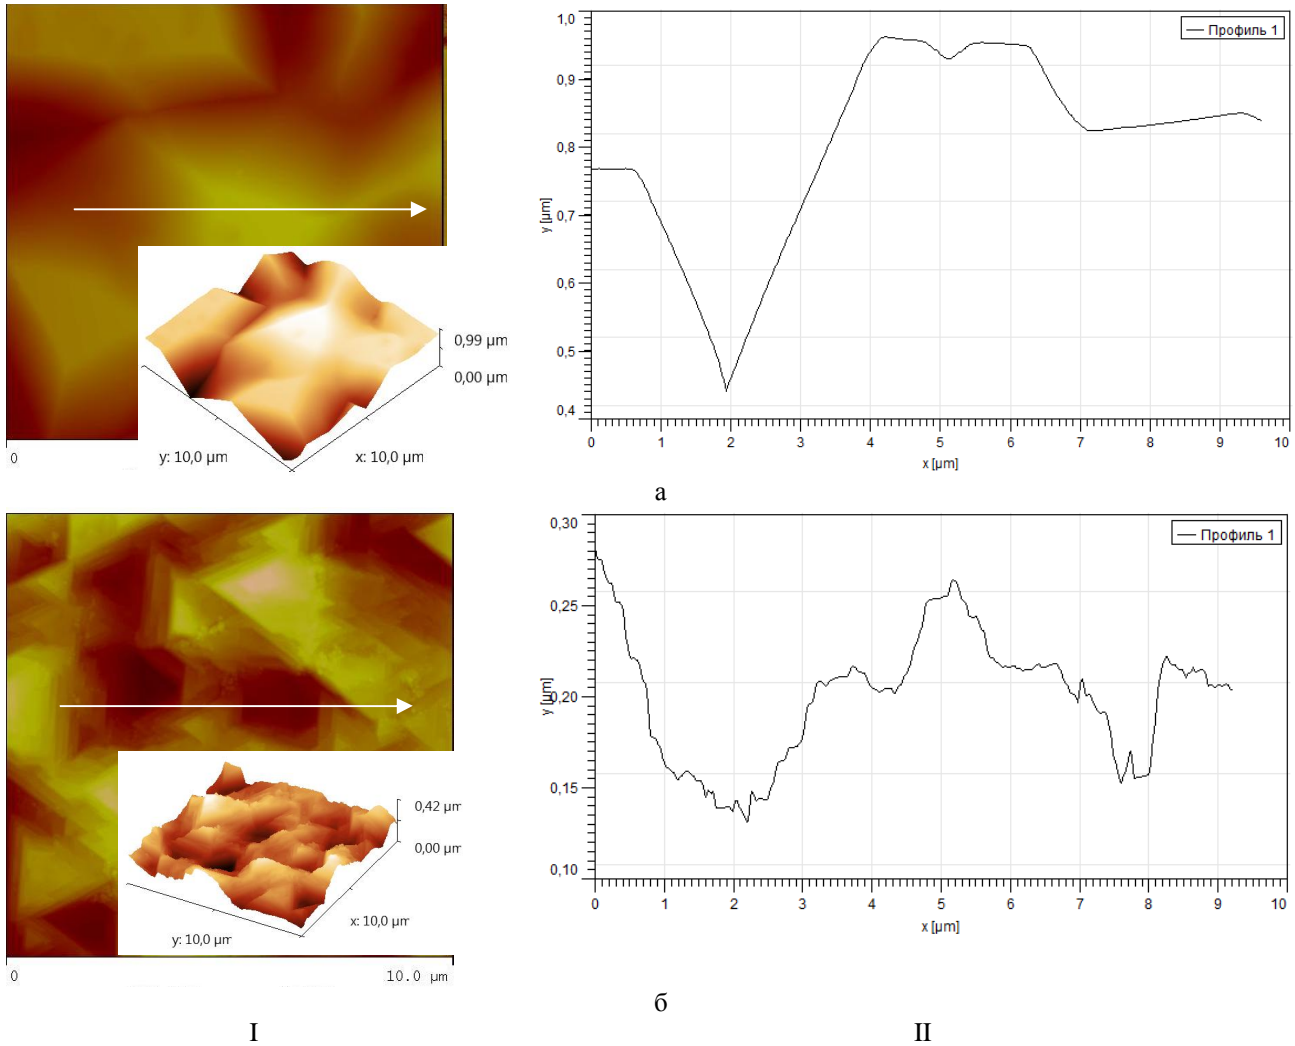 0,99 µm
0,00 µm
y: 10,0 µm
x: 10,0 µm
0
1,0
0,9
0,8
0,7
0,6
0,5
0,4
y [µm]
Профиль 1
0 1 2 3 4 5 6 7 8 9 10
x [µm]
а
0,42 µm
0,00 µm
x: 10,0 µm
y: 10,0 µm
0 10.0 µm
0,30
0,25
0,20
0,15
0,10
y [µm]
Профиль 1
0 1 2 3 4 5 6 7 8 9 10
x [µm]
б
I II